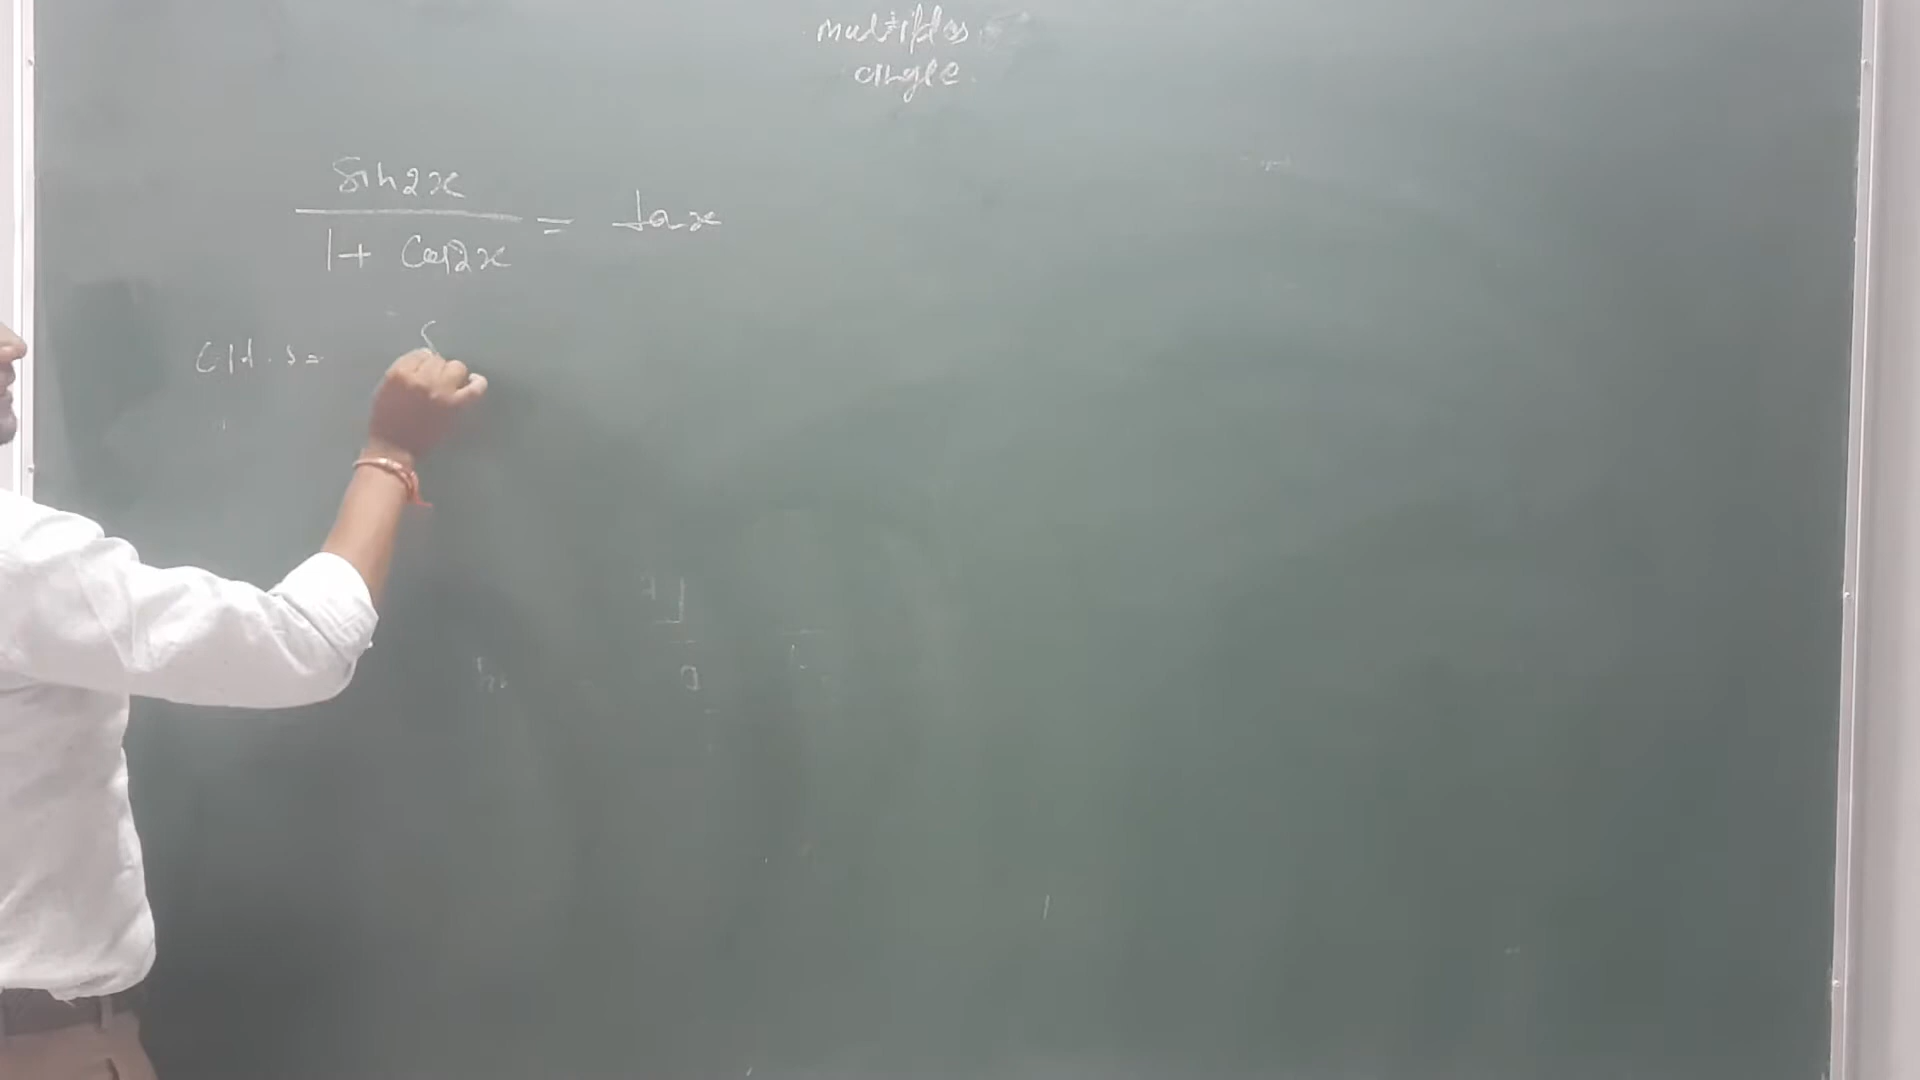 multiples
angle
sin2x
1 + Cos2x
= tanx
L.H.S =
S